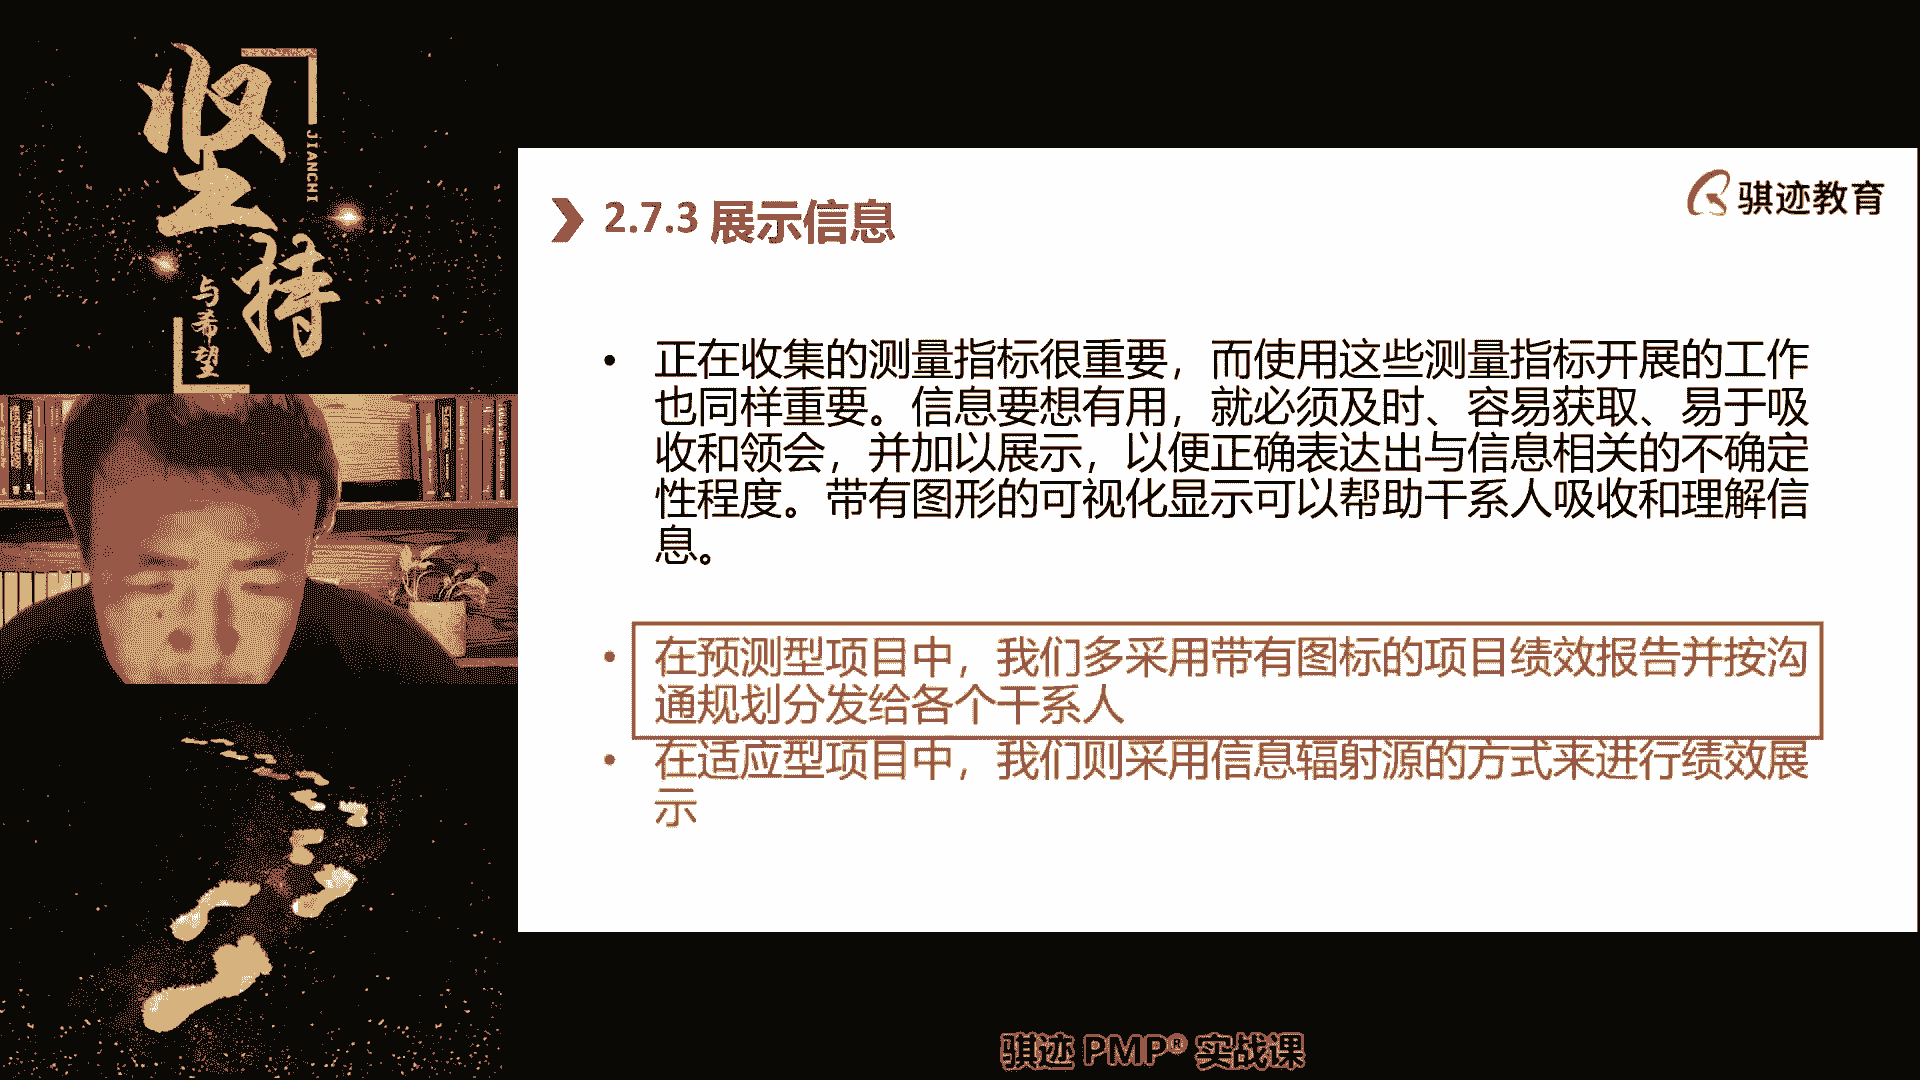 坚持
JIANCHI
与希望
骐迹教育
2.7.3 展示信息
• 正在收集的测量指标很重要，而使用这些测量指标开展的工作
也同样重要。信息要想有用，就必须及时、容易获取、易于吸
收和领会，并加以展示，以便正确表达出与信息相关的不确定
性程度。带有图形的可视化显示可以帮助干系人吸收和理解信
息。
• 在预测型项目中，我们多采用带有图标的项目绩效报告并按沟
通规划分发给各个干系人
• 在适应型项目中，我们则采用信息辐射源的方式来进行绩效展
示
骐迹 PMP® 实战课